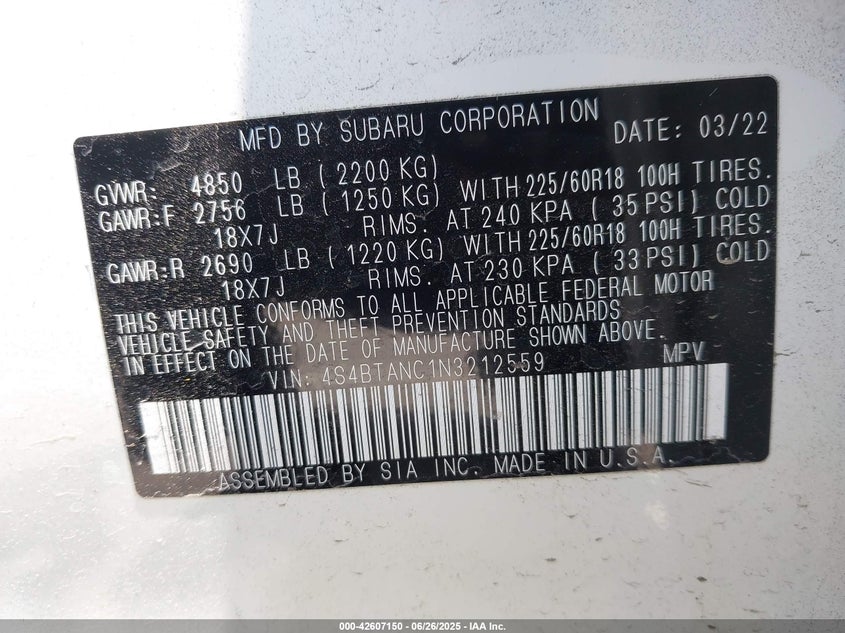 MFD BY SUBARU CORPORATION DATE: 03/22
GVWR: 4850 LB (2200 KG)
GAWR:F 2756 LB (1250 KG) WITH 225/60R18 100H TIRES.
18X7J RIMS. AT 240 KPA (35 PSI) COLD
GAWR:R 2690 LB (1220 KG) WITH 225/60R18 100H TIRES.
18X7J RIMS. AT 230 KPA (33 PSI) COLD
THIS VEHICLE CONFORMS TO ALL APPLICABLE FEDERAL MOTOR
VEHICLE SAFETY AND THEFT PREVENTION STANDARDS
IN EFFECT ON THE DATE OF MANUFACTURE SHOWN ABOVE.
VIN: 4S4BTANC1N3212559 MPV
ASSEMBLED BY SIA INC. MADE IN U.S.A.
000-42607150 - 06/26/2025 - IAA Inc.